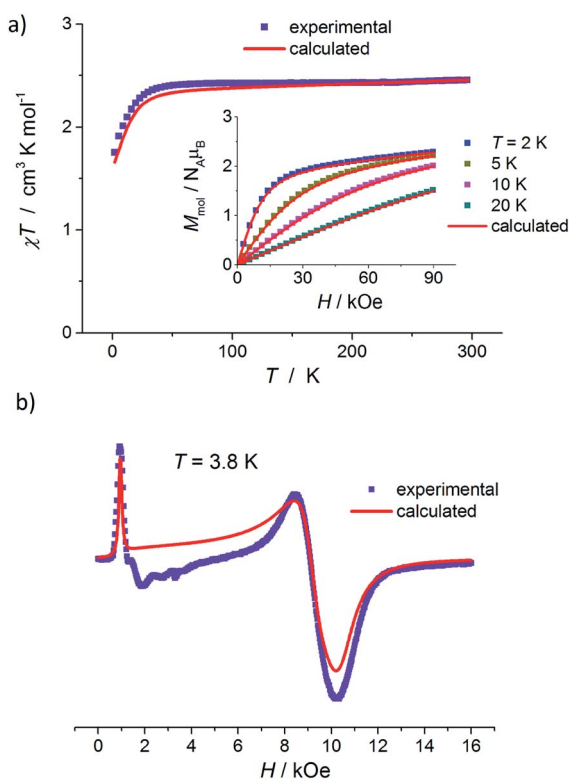 a)
experimental
calculated
3
2
1
0
χT / cm³ K mol⁻¹
0 100 200 300
T / K
3
2
1
0
M_mol / N_Aμ_B
0 30 60 90
H / kOe
T = 2 K
5 K
10 K
20 K
calculated
b)
T = 3.8 K
experimental
calculated
0 2 4 6 8 10 12 14 16
H / kOe